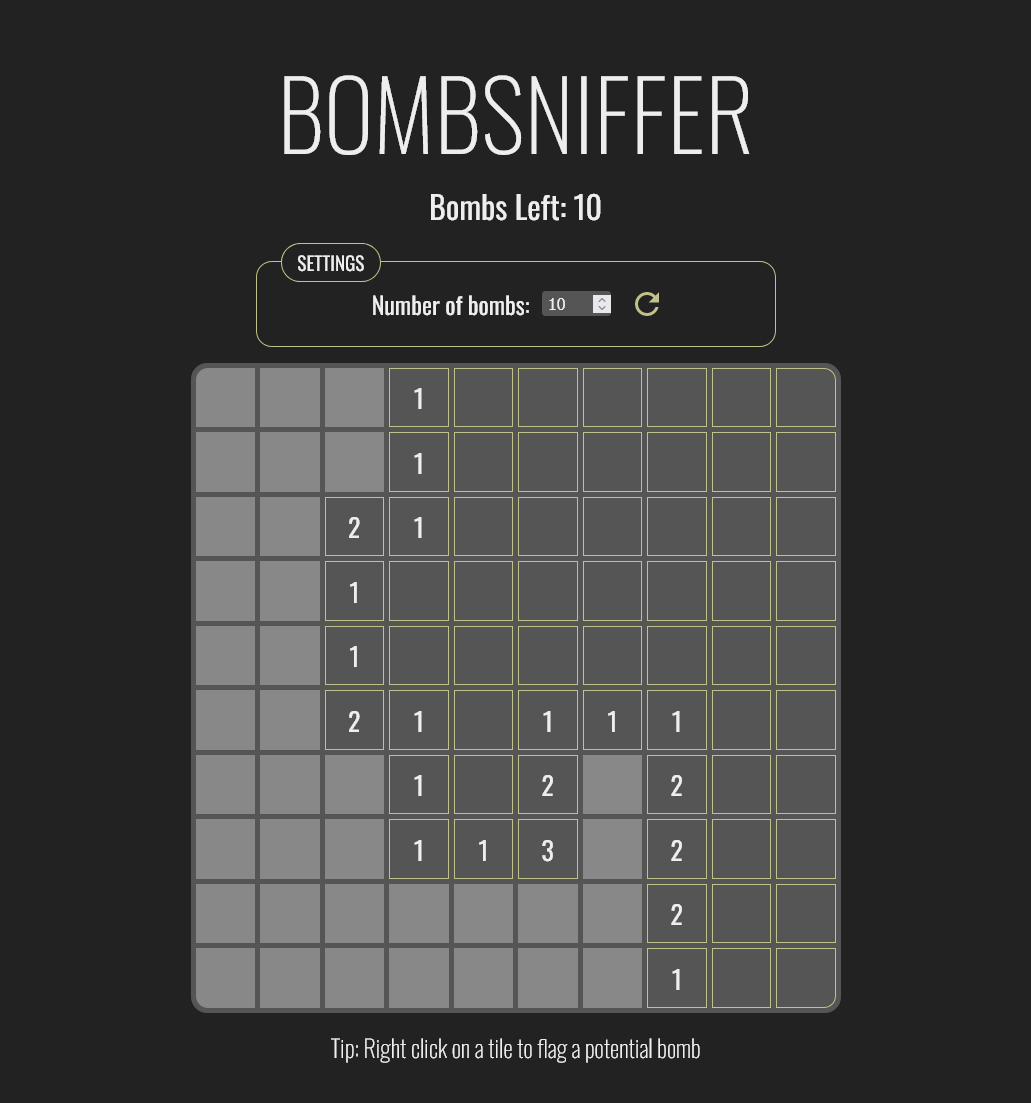 BOMBSNIFFER
Bombs Left: 10
SETTINGS
Number of bombs: 10
1
1
2 1
1
1
2 1 1 1 1
1 2 2
1 1 3 2
2
1
Tip: Right click on a tile to flag a potential bomb